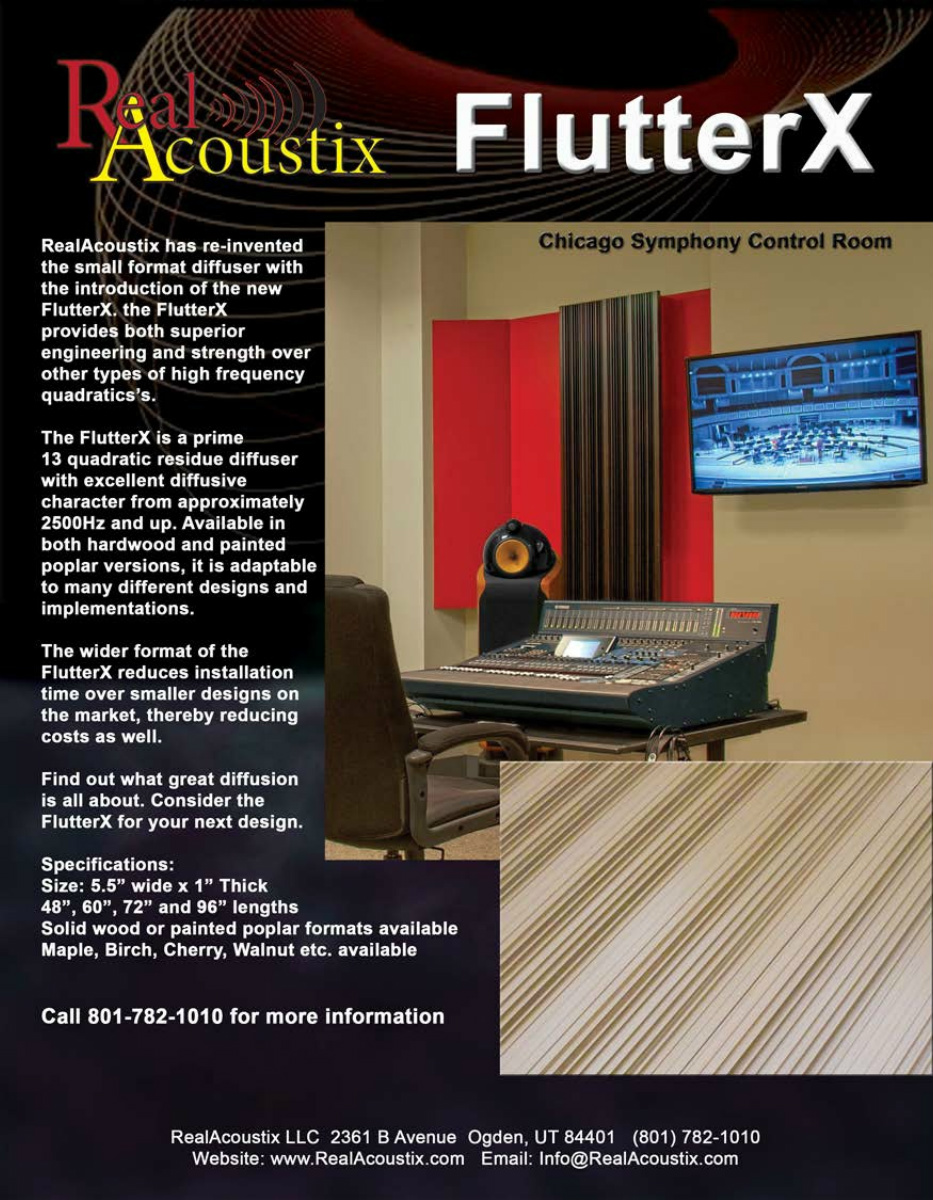 Real
Acoustix
FlutterX
Chicago Symphony Control Room
RealAcoustix has re-invented
the small format diffuser with
the introduction of the new
FlutterX. the FlutterX
provides both superior
engineering and strength over
other types of high frequency
quadratics's.
The FlutterX is a prime
13 quadratic residue diffuser
with excellent diffusive
character from approximately
2500Hz and up. Available in
both hardwood and painted
poplar versions, it is adaptable
to many different designs and
implementations.
The wider format of the
FlutterX reduces installation
time over smaller designs on
the market, thereby reducing
costs as well.
Find out what great diffusion
is all about. Consider the
FlutterX for your next design.
Specifications:
Size: 5.5” wide x 1” Thick
48”, 60”, 72” and 96” lengths
Solid wood or painted poplar formats available
Maple, Birch, Cherry, Walnut etc. available
Call 801-782-1010 for more information
RealAcoustix LLC 2361 B Avenue Ogden, UT 84401 (801) 782-1010
Website: www.RealAcoustix.com Email: Info@RealAcoustix.com